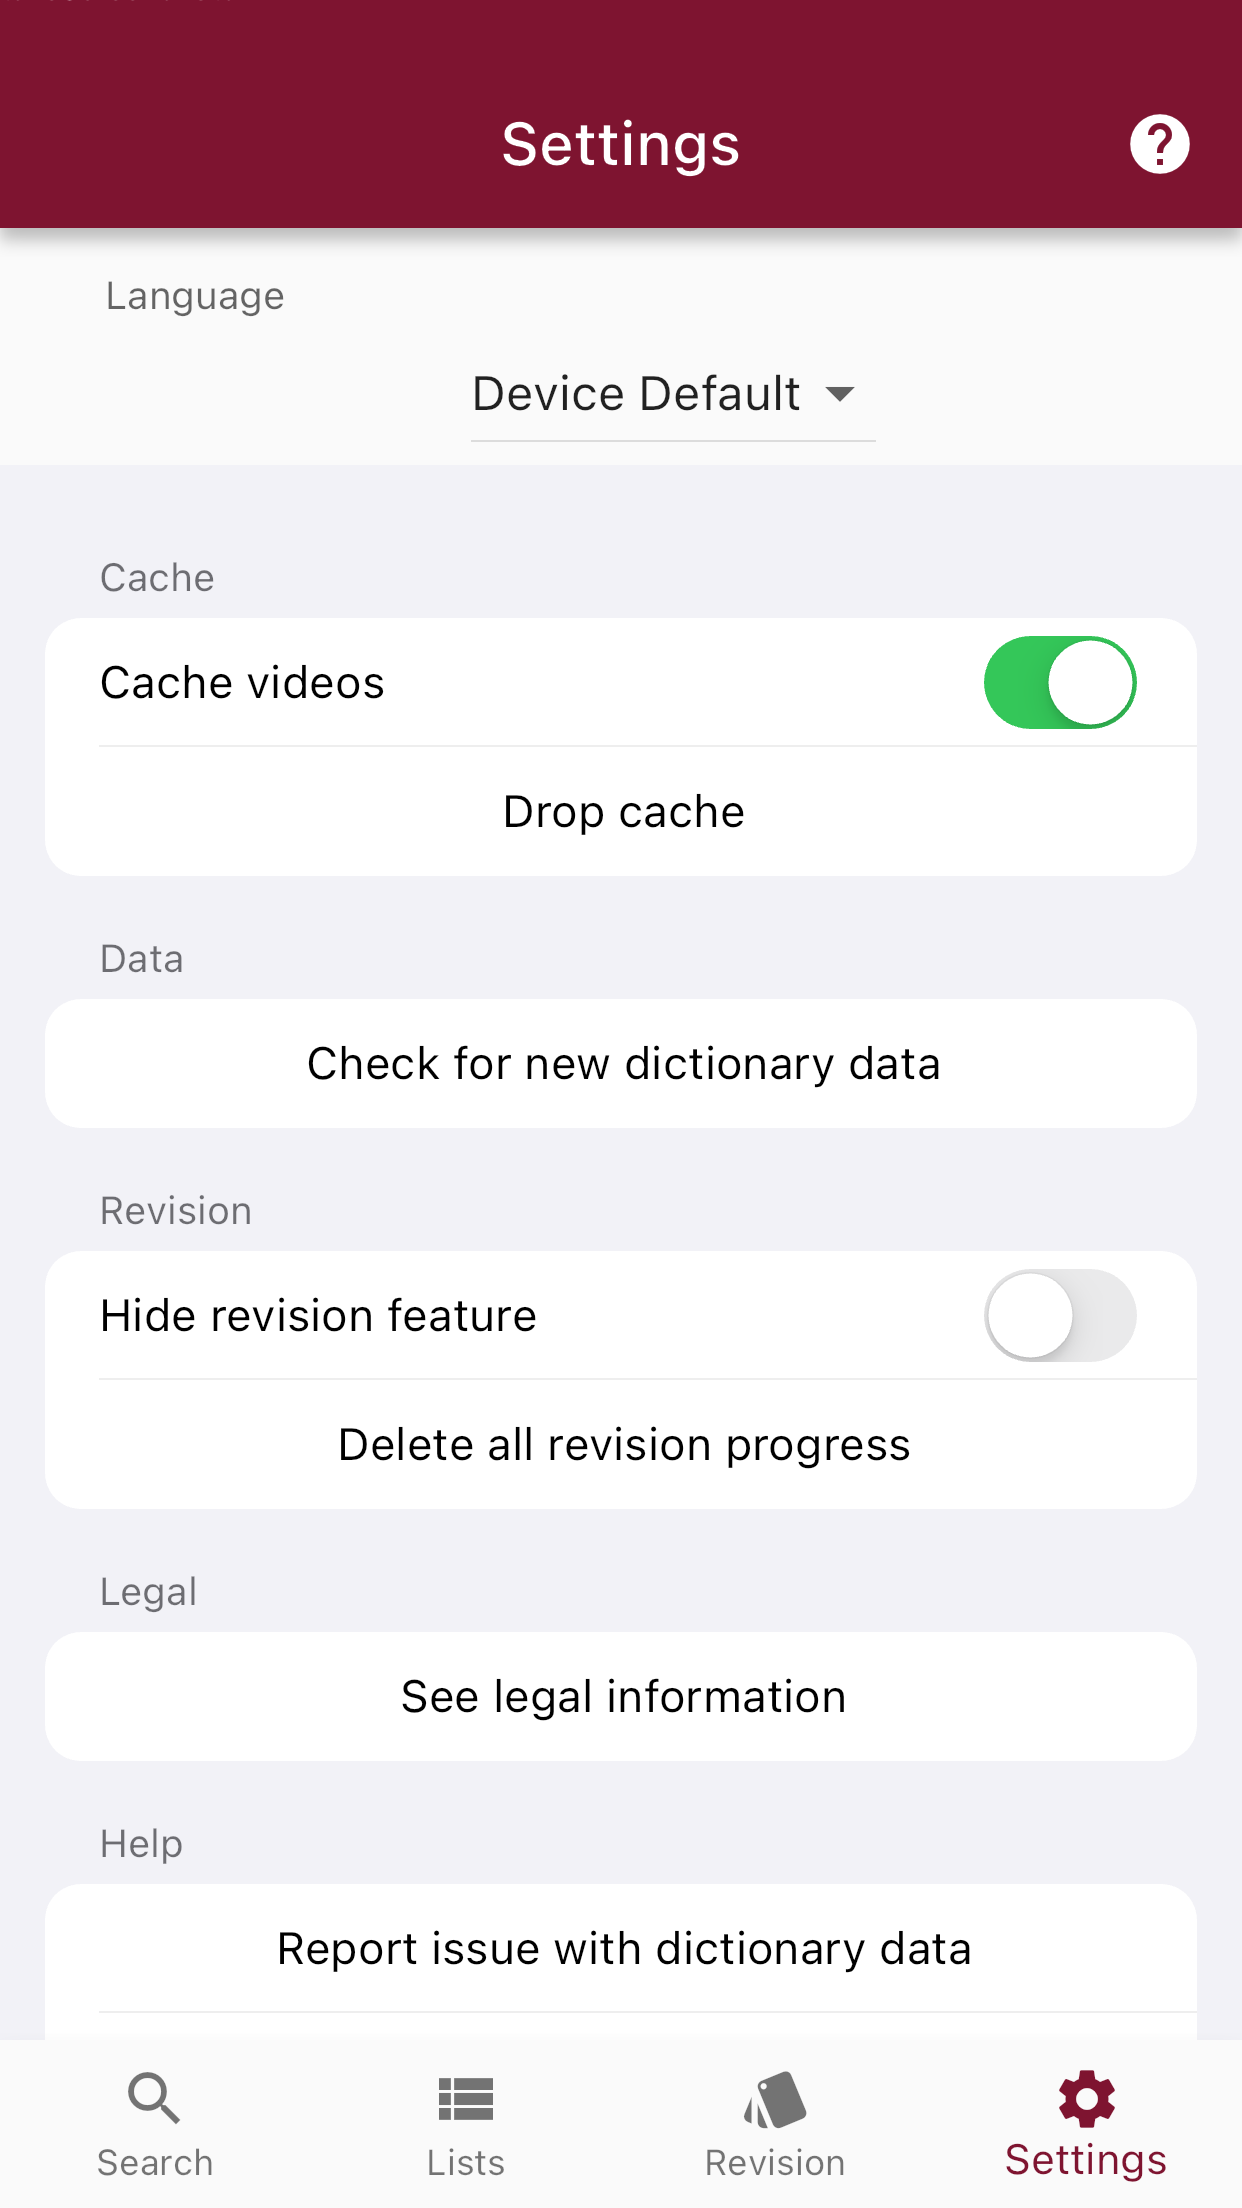 Settings
Language
Device Default
Cache
Cache videos
Drop cache
Data
Check for new dictionary data
Revision
Hide revision feature
Delete all revision progress
Legal
See legal information
Help
Report issue with dictionary data
Search
Lists
Revision
Settings